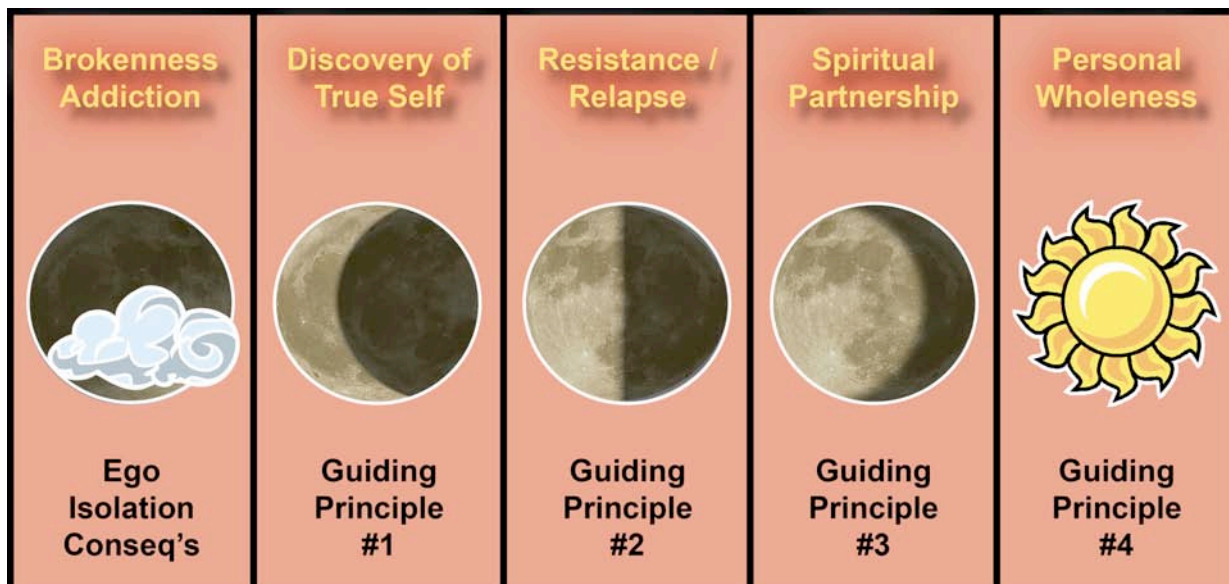 Brokenness
Addiction
Discovery of
True Self
Resistance /
Relapse
Spiritual
Partnership
Personal
Wholeness
Ego
Isolation
Conseq's
Guiding
Principle
#1
Guiding
Principle
#2
Guiding
Principle
#3
Guiding
Principle
#4